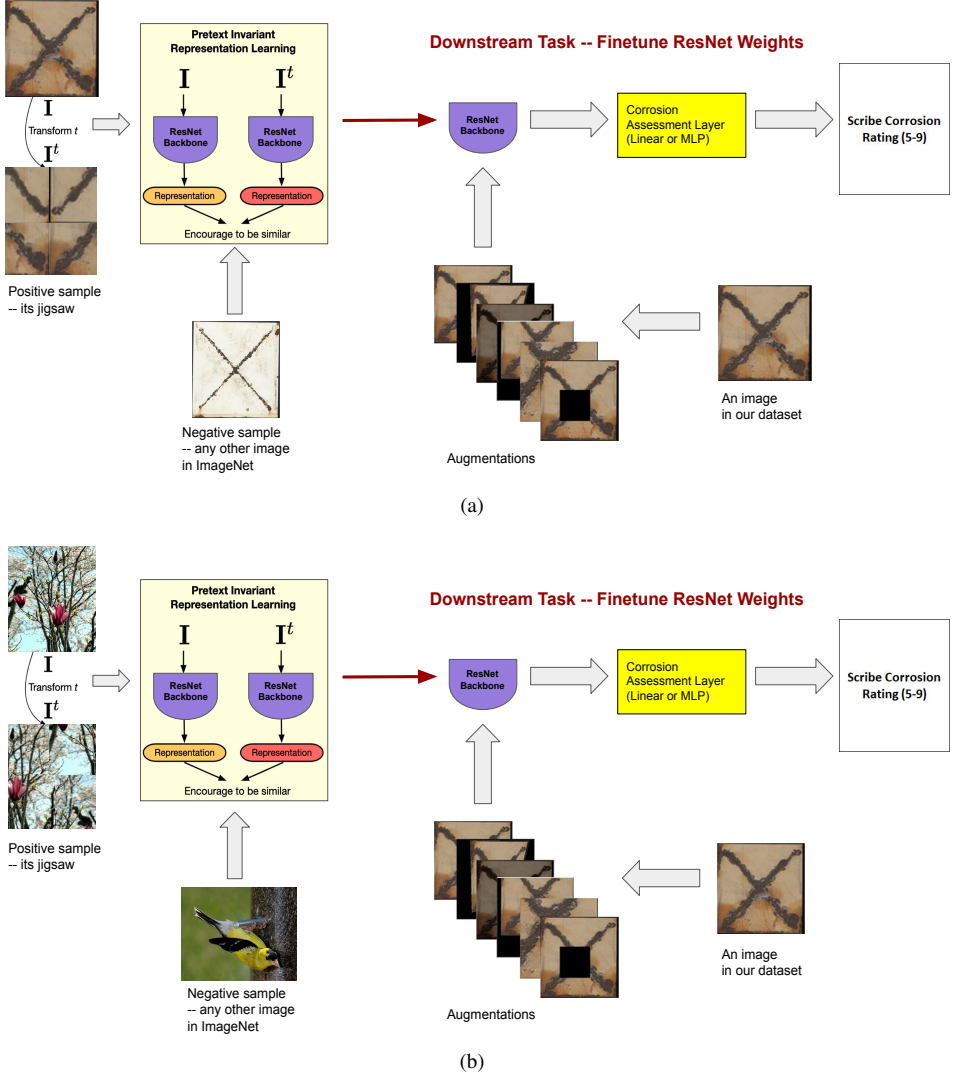 Pretext Invariant
Representation Learning
I
I^t
ResNet
Backbone
ResNet
Backbone
Representation
Representation
Encourage to be similar
I
Transform t
I^t
Positive sample
-- its jigsaw
Negative sample
-- any other image
in ImageNet
Downstream Task -- Finetune ResNet Weights
ResNet
Backbone
Corrosion
Assessment Layer
(Linear or MLP)
Scribe Corrosion
Rating (5-9)
Augmentations
An image
in our dataset
(a)
Pretext Invariant
Representation Learning
I
I^t
ResNet
Backbone
ResNet
Backbone
Representation
Representation
Encourage to be similar
I
Transform t
I^t
Positive sample
-- its jigsaw
Negative sample
-- any other image
in ImageNet
Downstream Task -- Finetune ResNet Weights
ResNet
Backbone
Corrosion
Assessment Layer
(Linear or MLP)
Scribe Corrosion
Rating (5-9)
Augmentations
An image
in our dataset
(b)